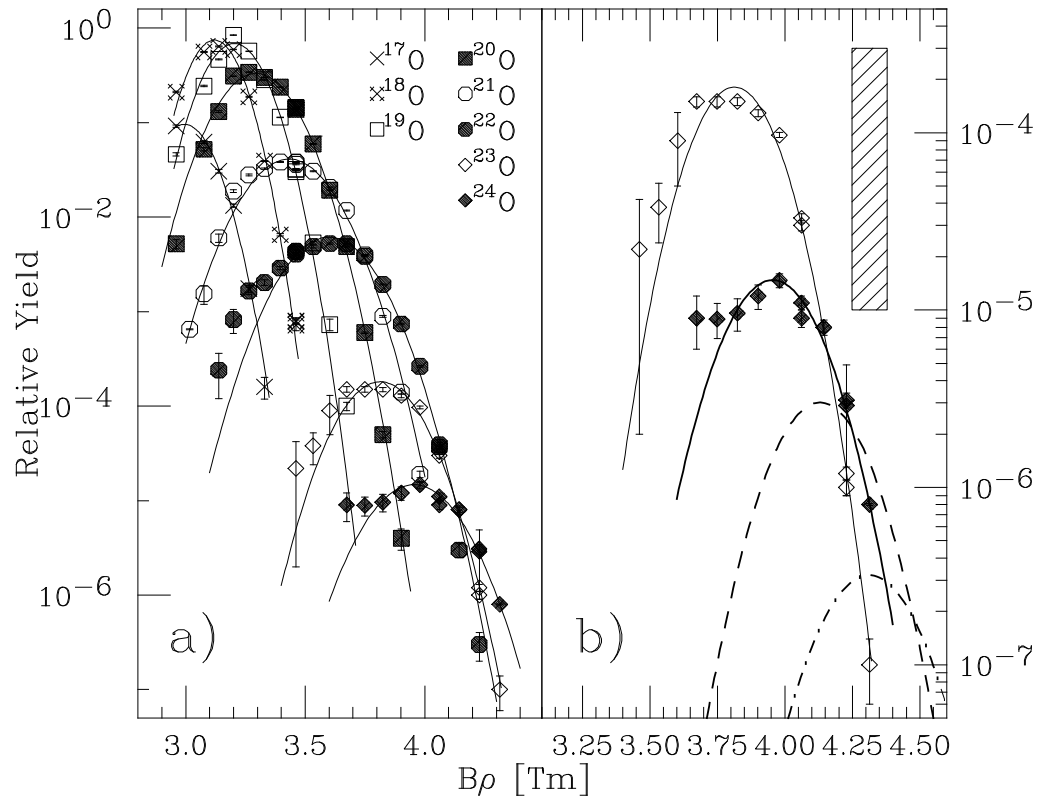 10⁰
10⁻²
10⁻⁴
10⁻⁶
Relative Yield
¹⁷O
¹⁸O
¹⁹O
²⁰O
²¹O
²²O
²³O
²⁴O
a)
b)
10⁻⁴
10⁻⁵
10⁻⁶
10⁻⁷
3.0 3.5 4.0
3.25 3.50 3.75 4.00 4.25 4.50
Bρ [Tm]